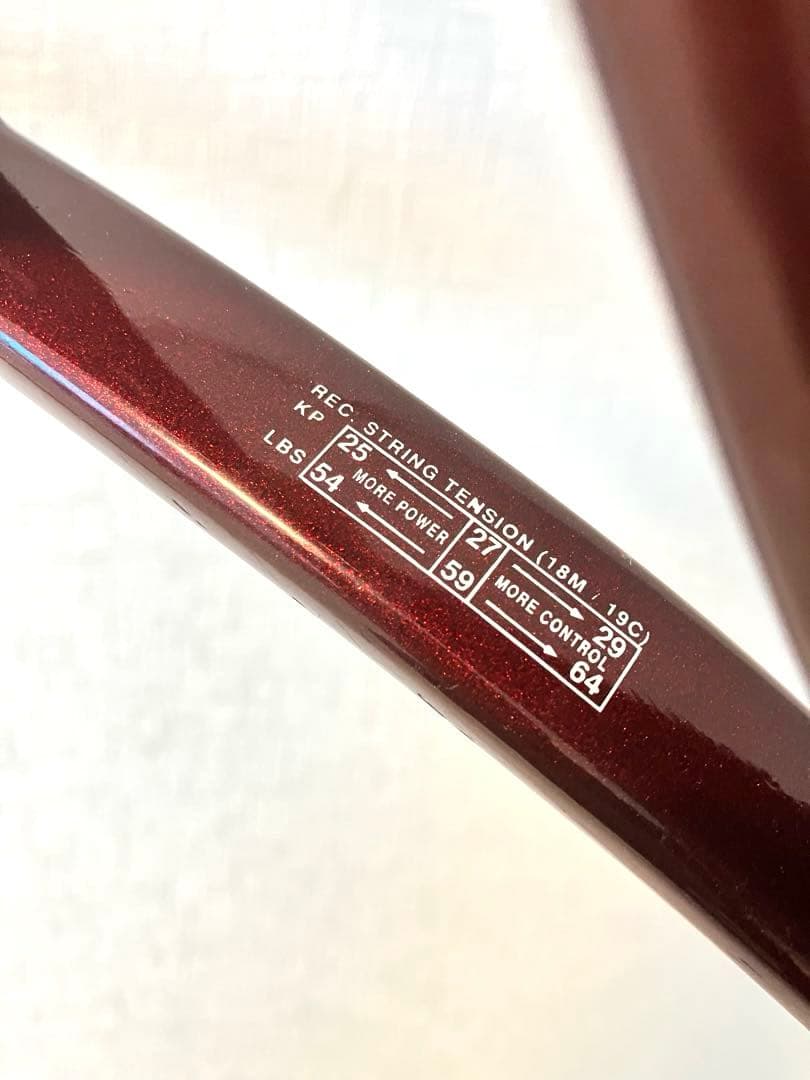 REC. STRING TENSION (18M / 19C)
KP 25 27 29
MORE POWER MORE CONTROL
LBS 54 59 64